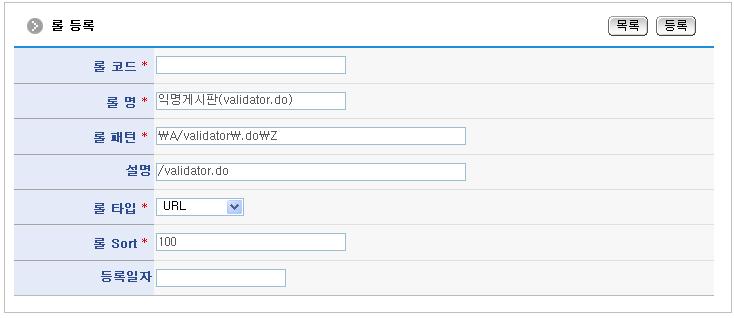 롤 등록
목록 등록
롤 코드 *
롤 명 * 익명게시판(validator.do)
롤 패턴 * ₩A/validator₩.do₩Z
설명 /validator.do
롤 타입 * URL
롤 Sort * 100
등록일자